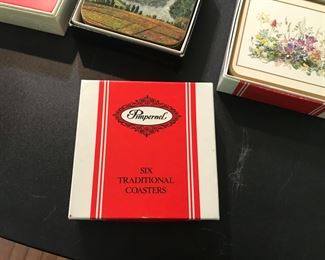 Pimpernel
SIX
TRADITIONAL
COASTERS